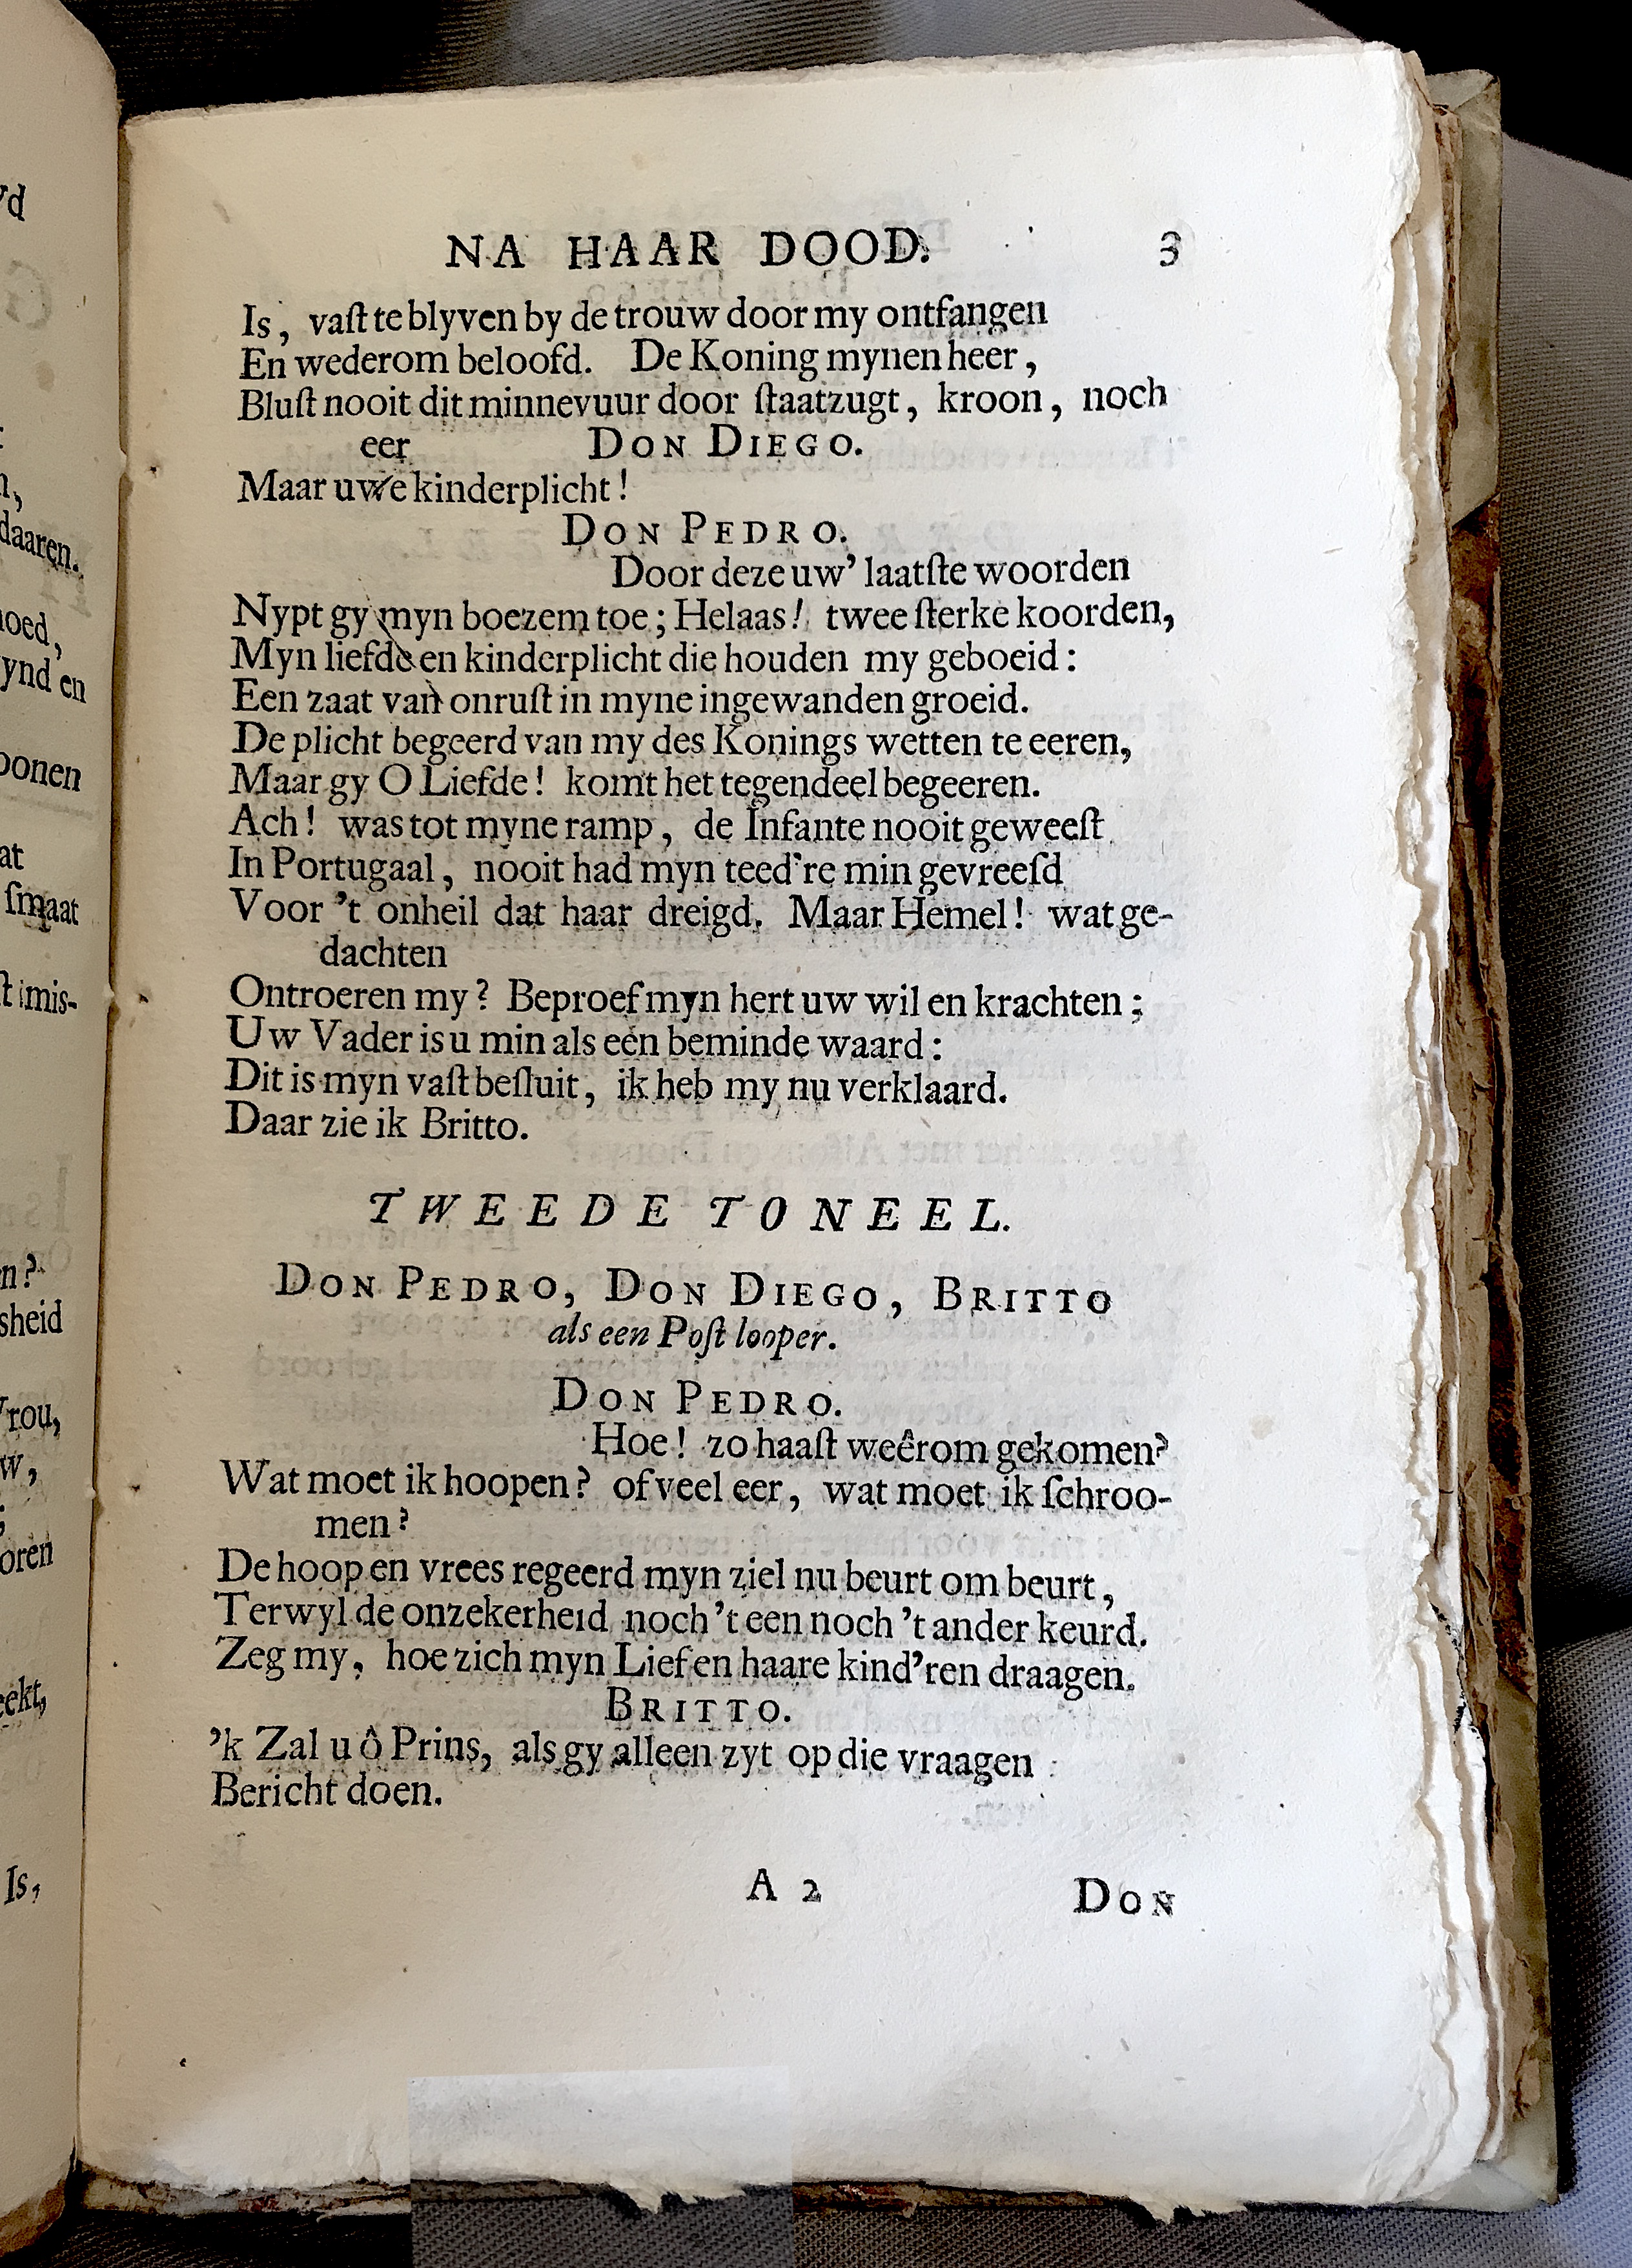 NA HAAR DOOD. 3
Is, vaſt te blyven by de trouw door my ontfangen
En wederom beloofd. De Koning mynen heer,
Bluſt nooit dit minnevuur door ſtaatzugt, kroon, noch
eer DON DIEGO.
Maar uwe kinderplicht!
DON PEDRO.
Door deze uw' laatſte woorden
Nypt gy myn boezem toe; Helaas! twee ſterke koorden,
Myn liefde en kinderplicht die houden my geboeid:
Een zaat van onruſt in myne ingewanden groeid.
De plicht begeerd van my des Konings wetten te eeren,
Maar gy O Liefde! komt het tegendeel begeeren.
Ach! was tot myne ramp, de Infante nooit geweeſt
In Portugaal, nooit had myn teed're min gevreeſd
Voor 't onheil dat haar dreigd. Maar Hemel! wat ge-
dachten
Ontroeren my? Beproef myn hert uw wil en krachten;
Uw Vader is u min als een beminde waard:
Dit is myn vaſt beſluit, ik heb my nu verklaard.
Daar zie ik Britto.
TWEEDE TONEEL.
DON PEDRO, DON DIEGO, BRITTO
als een Poſt looper.
DON PEDRO.
Hoe! zo haaſt weêrom gekomen?
Wat moet ik hoopen? of veel eer, wat moet ik ſchroo-
men?
De hoop en vrees regeerd myn ziel nu beurt om beurt,
Terwyl de onzekerheid noch 't een noch 't ander keurd.
Zeg my, hoe zich myn Lief en haare kind'ren draagen.
BRITTO.
'k Zal u ô Prins, als gy alleen zyt op die vraagen
Bericht doen.
A 2 DON